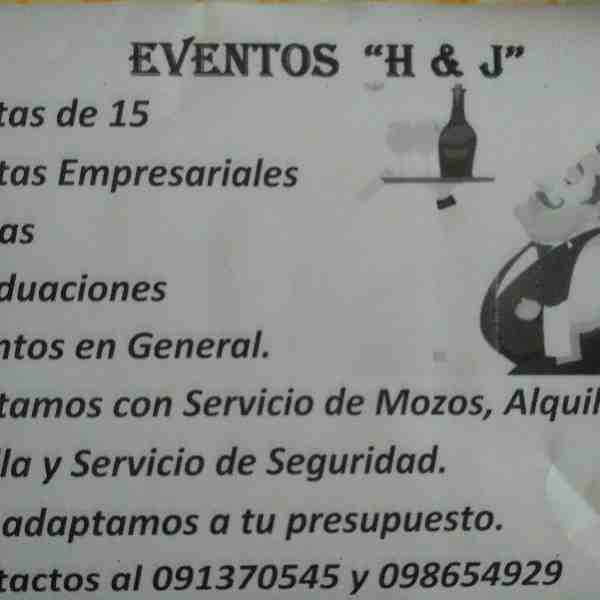 EVENTOS “H & J”
tas de 15
tas Empresariales
as
duaciones
ntos en General.
tamos con Servicio de Mozos, Alquil
lla y Servicio de Seguridad.
adaptamos a tu presupuesto.
tactos al 091370545 y 098654929